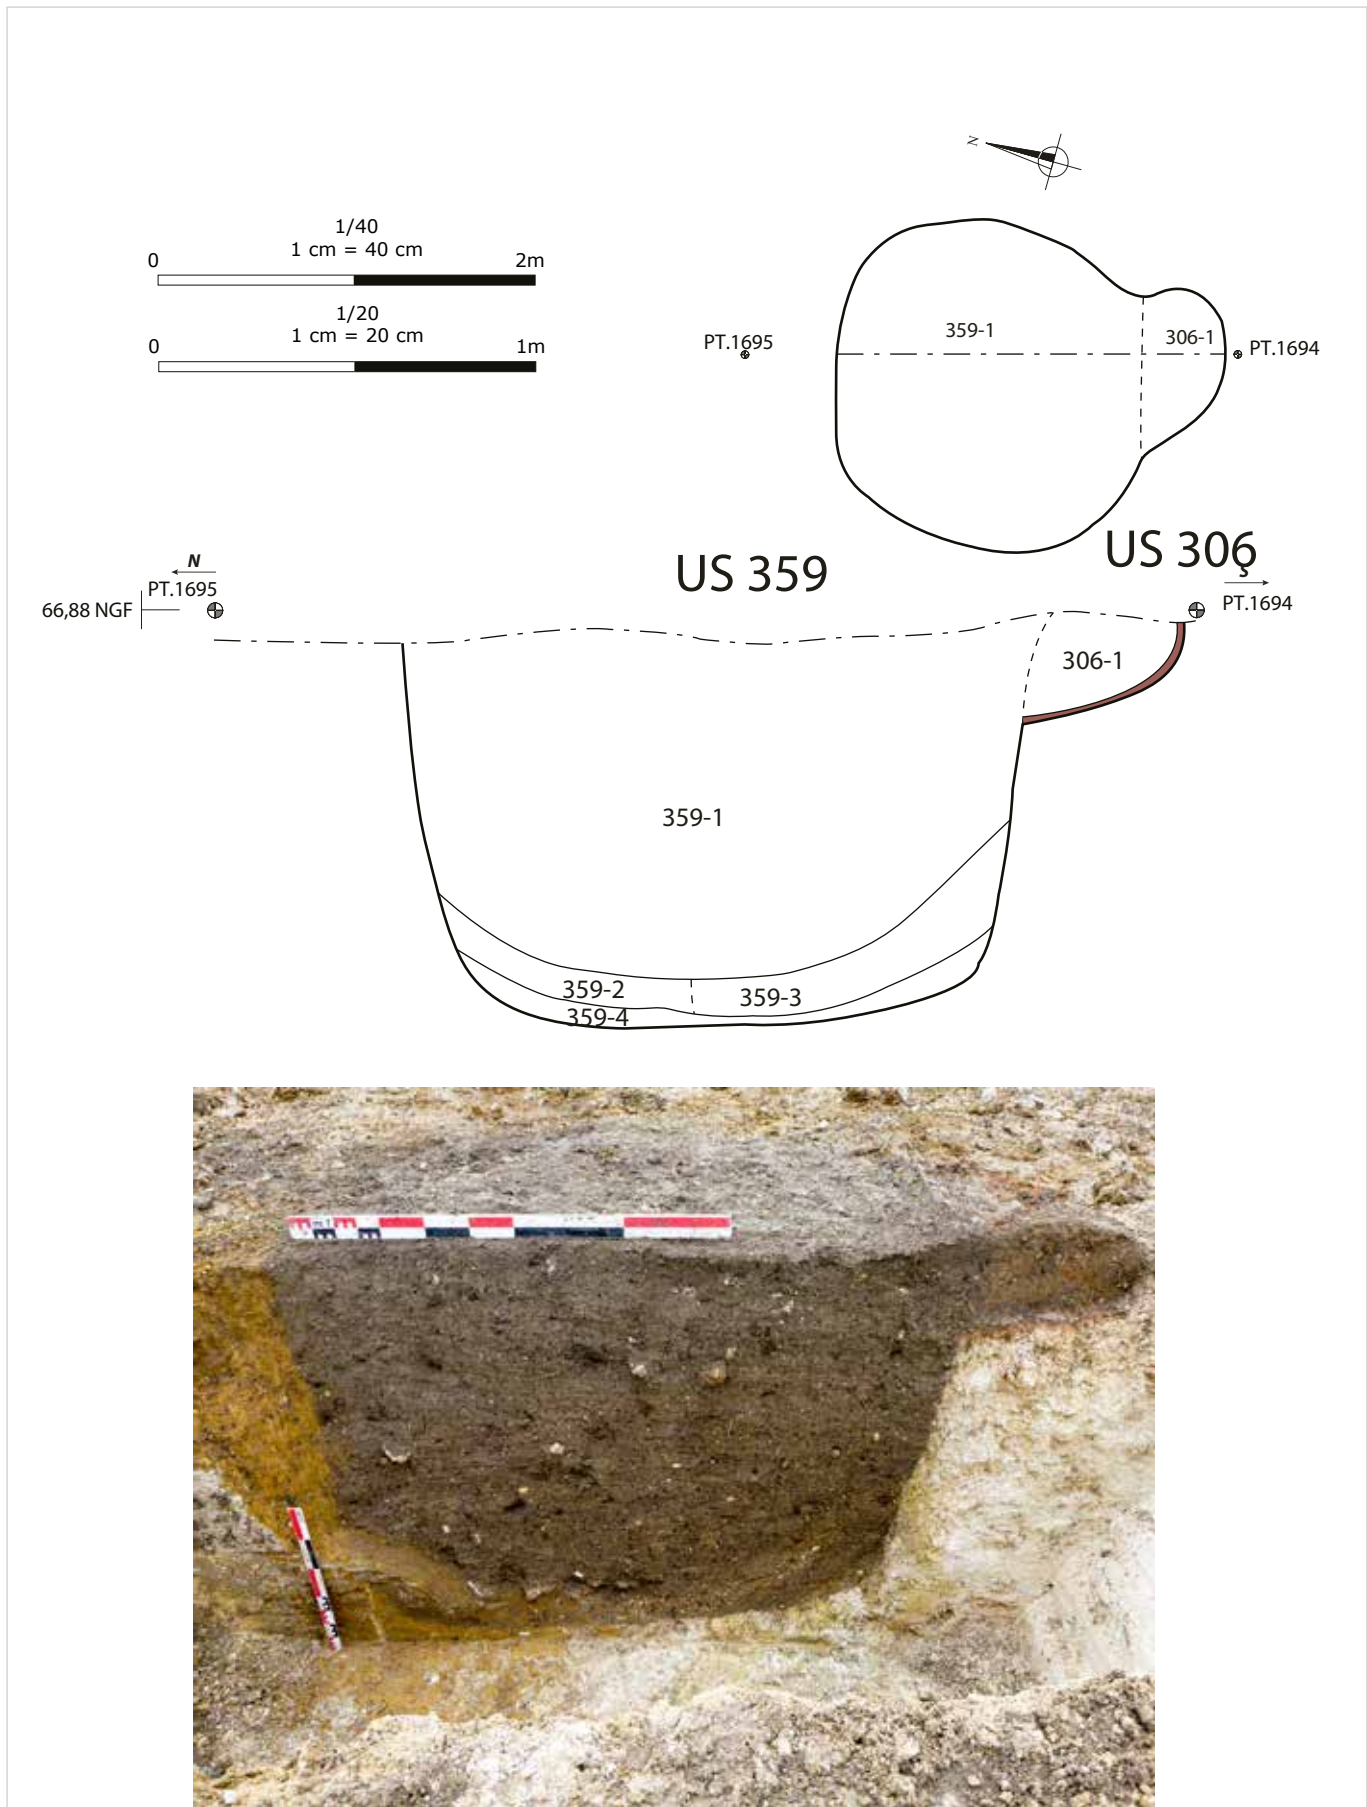 N
1/40
1 cm = 40 cm
0 2m
1/20
1 cm = 20 cm
0 1m
PT.1695 359-1 306-1 PT.1694
US 359 US 306
N S
PT.1695 PT.1694
66,88 NGF
306-1
359-1
359-2 359-3
359-4